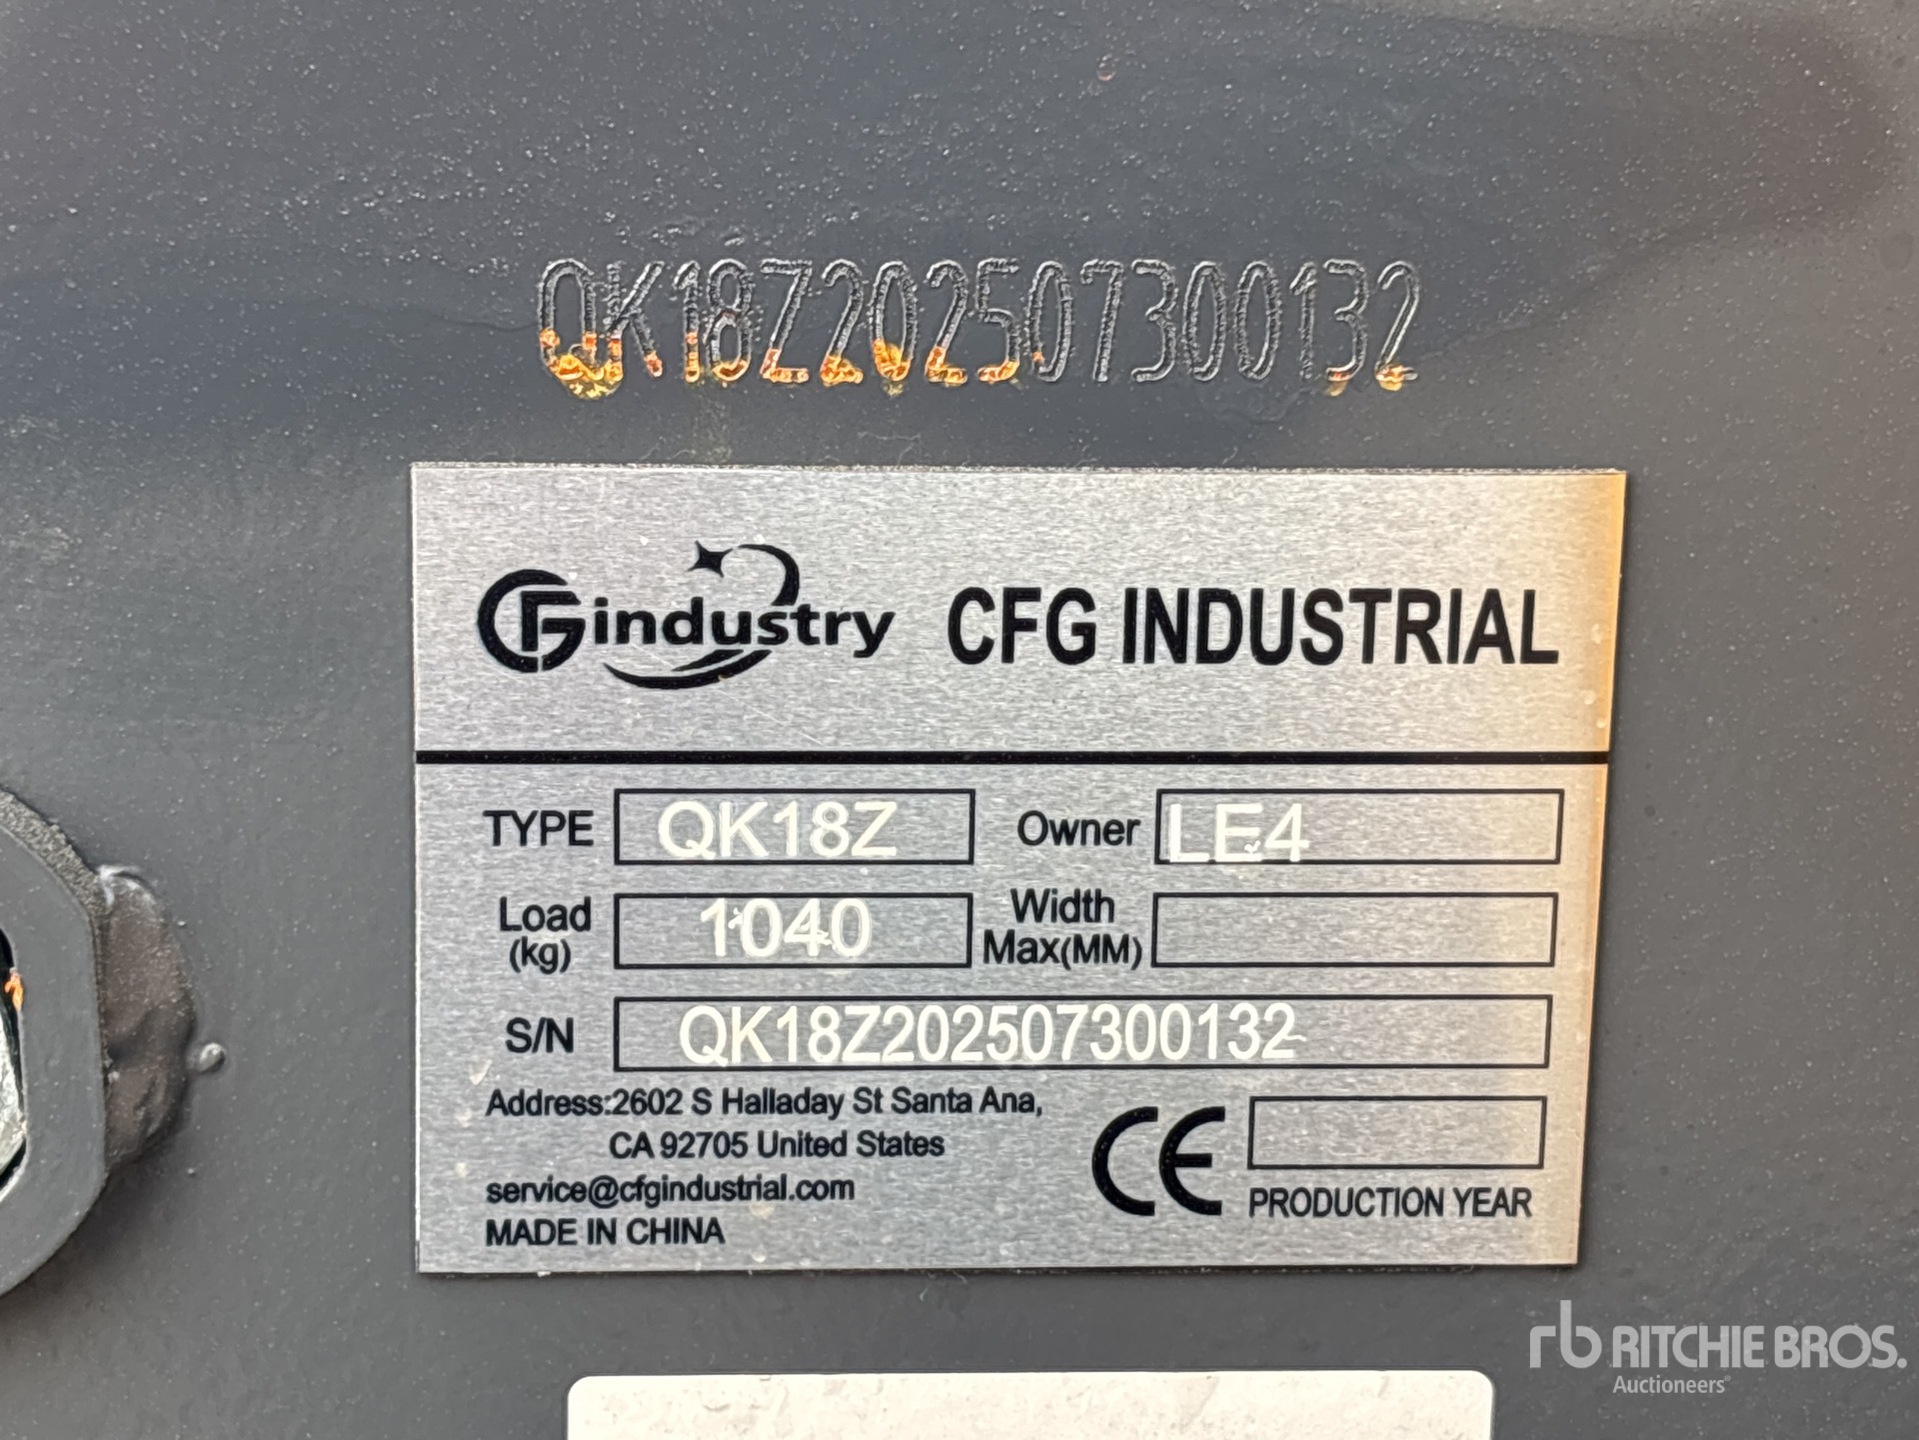 QK18Z202507300132
CFGindustry CFG INDUSTRIAL
TYPE QK18Z Owner LE4
Load (kg) 1040 Width Max(MM)
S/N QK18Z202507300132
Address:2602 S Halladay St Santa Ana,
CA 92705 United States
service@cfgindustrial.com
MADE IN CHINA
CE PRODUCTION YEAR
rb RITCHIE BROS.
Auctioneers